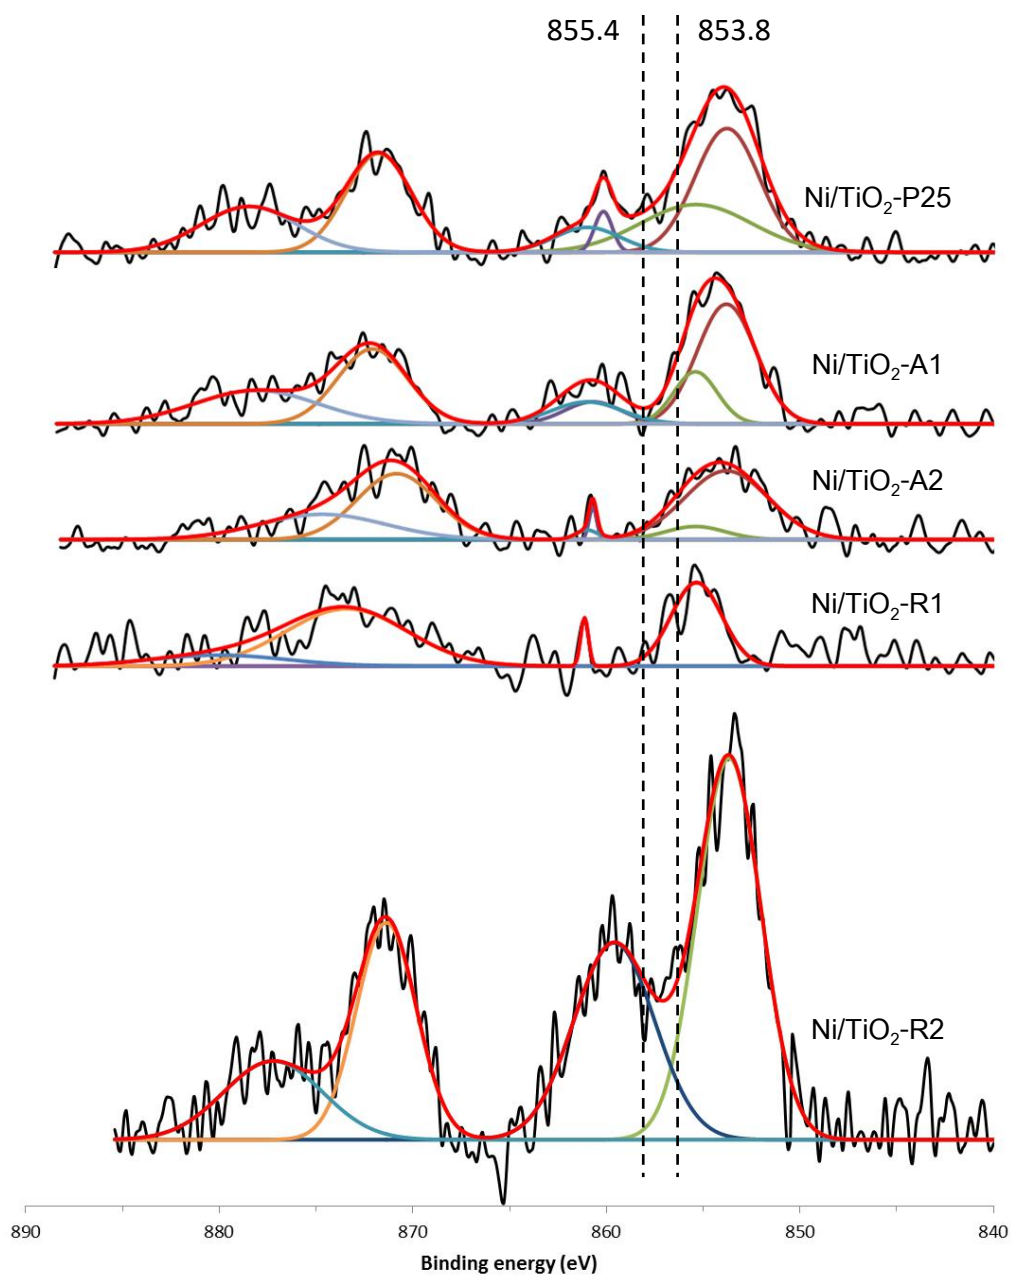 855.4 853.8
Ni/TiO₂-P25
Ni/TiO₂-A1
Ni/TiO₂-A2
Ni/TiO₂-R1
Ni/TiO₂-R2
890 880 870 860 850 840
Binding energy (eV)